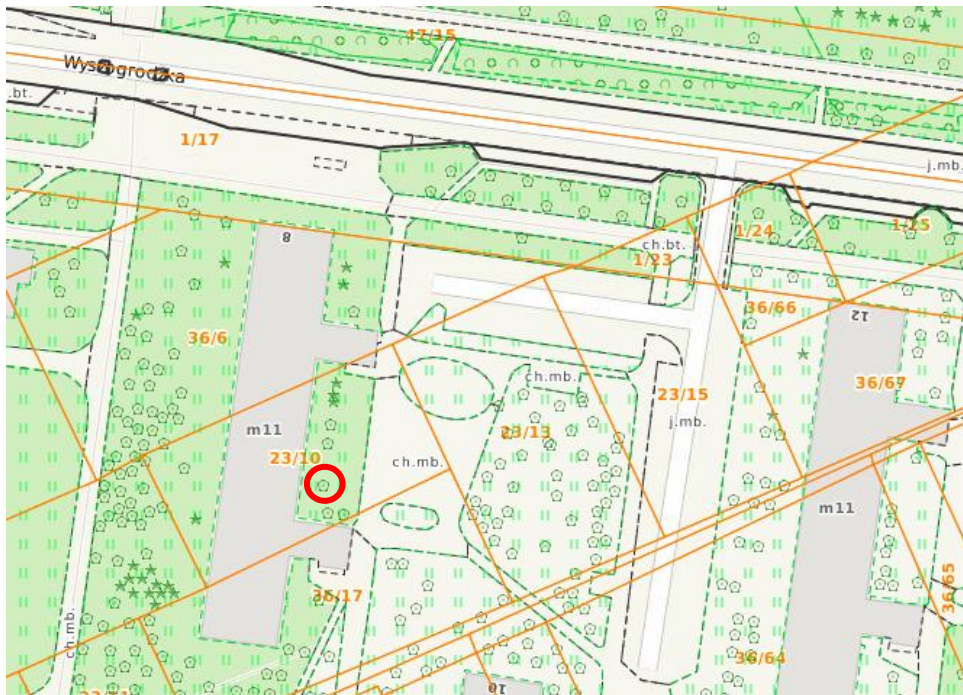 47/15
Wyszogrodzka
.bt.
1/17
j.mb.
1/24
1/25
8
ch.bt.
1/23
36/66
12
36/6
ch.mb.
36/67
23/15
j.mb.
m11
23/13
23/10
ch.mb.
m11
36/17
36/65
ch.mb.
36/64
10